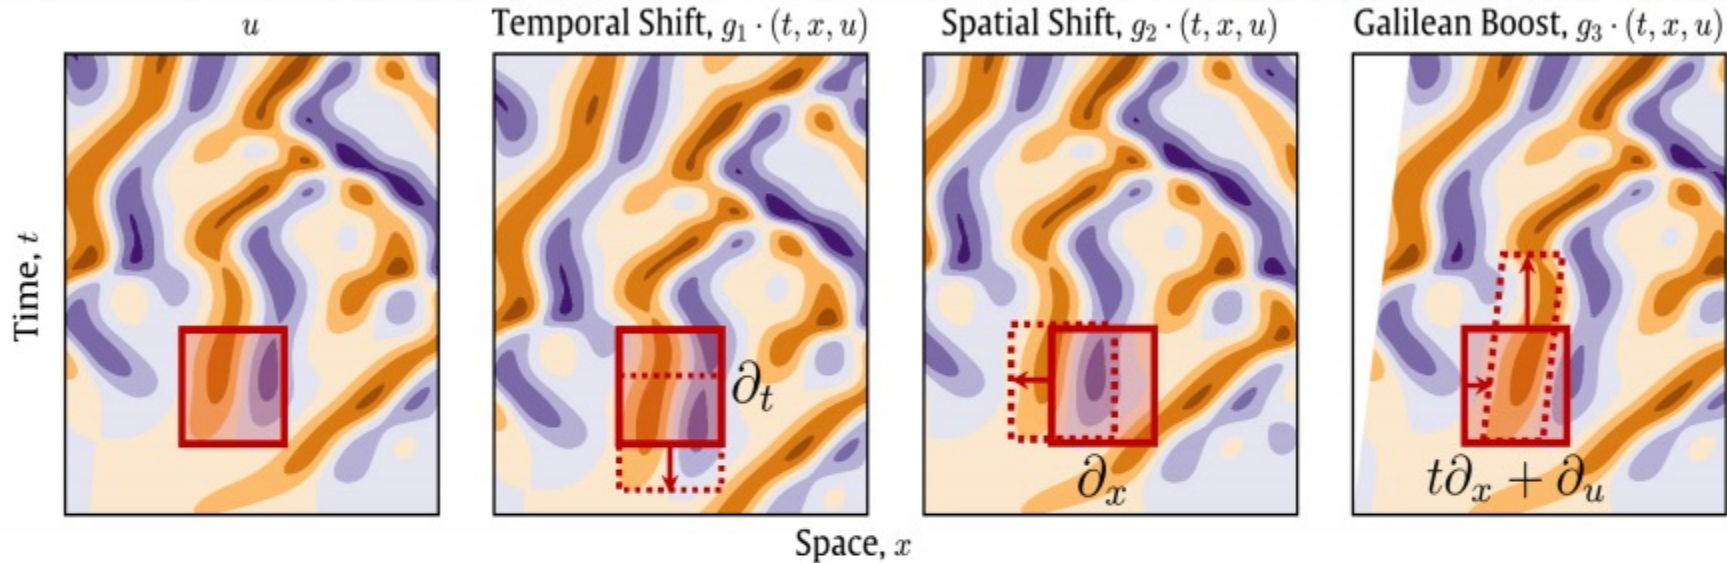 u
Temporal Shift, g₁ · (t, x, u)
Spatial Shift, g₂ · (t, x, u)
Galilean Boost, g₃ · (t, x, u)
Time, t
∂ₜ
∂ₓ
t∂ₓ + ∂ᵤ
Space, x